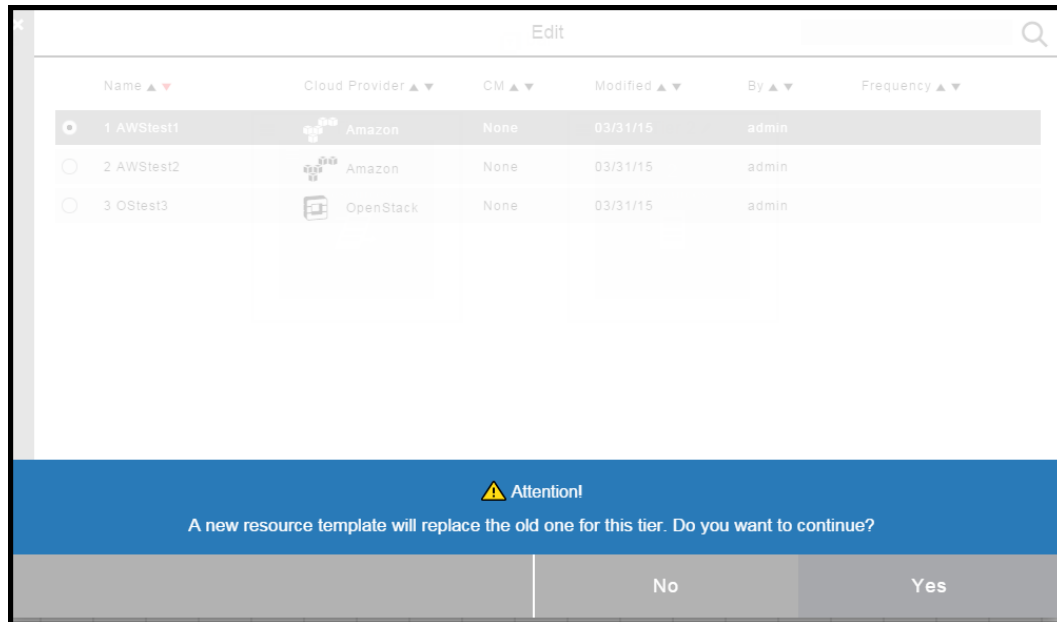 Edit
Name Cloud Provider CM Modified By Frequency
1 AWStest1 Amazon None 03/31/15 admin
2 AWStest2 Amazon None 03/31/15 admin
3 OStest3 OpenStack None 03/31/15 admin
Attention!
A new resource template will replace the old one for this tier. Do you want to continue?
No Yes